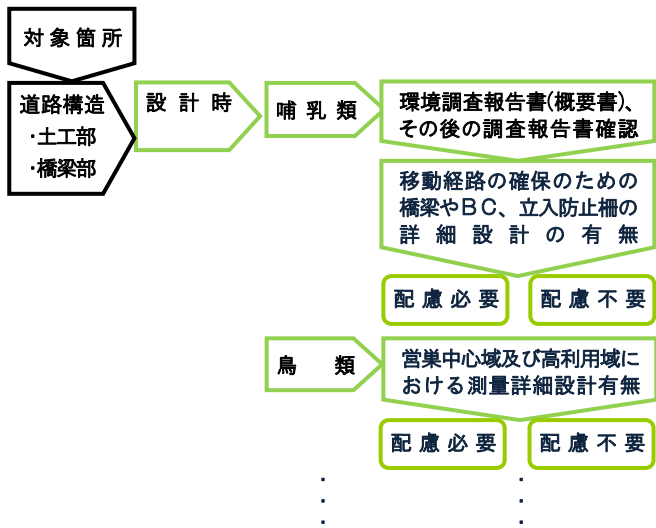 対象箇所
道路構造
・土工部
・橋梁部
設計時
哺乳類
環境調査報告書(概要書)、
その後の調査報告書確認
移動経路の確保のための
橋梁やBC、立入防止柵の
詳細設計の有無
配慮必要
配慮不要
鳥類
営巣中心域及び高利用域に
おける測量詳細設計有無
配慮必要
配慮不要